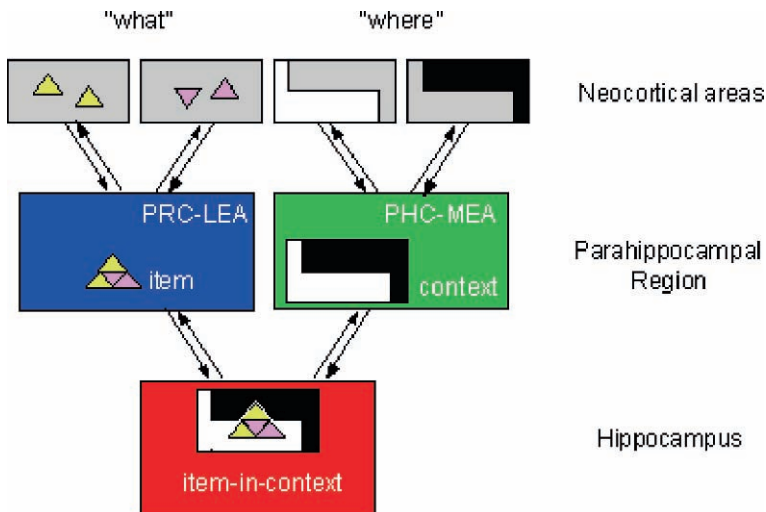 "what" "where"
Neocortical areas
PRC-LEA PHC-MEA
item context
Parahippocampal
Region
Hippocampus
item-in-context